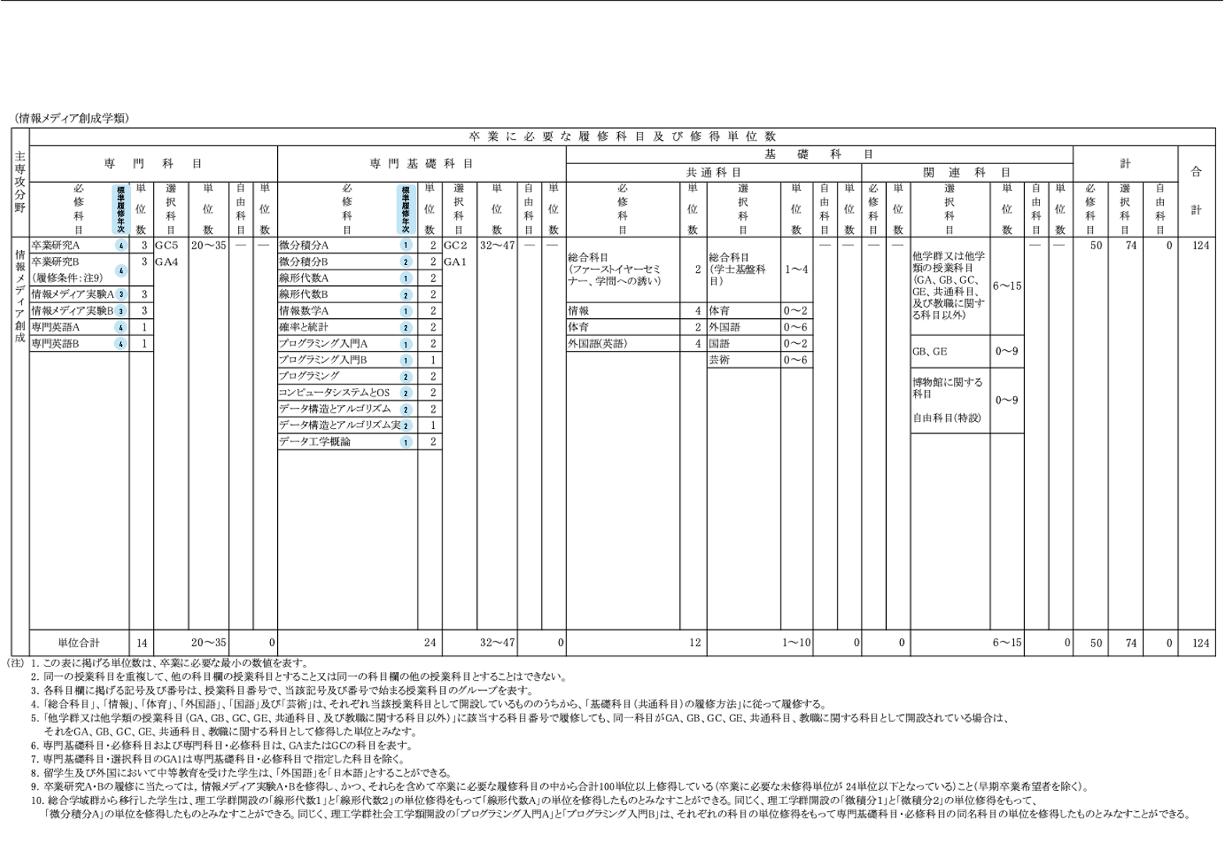 (情報メディア創成学類)
卒業に必要な履修科目及び修得単位数
主専攻分野 専門科目 専門基礎科目 基礎科目 計 合計
共通科目 関連科目
必修科目 標準履修年次 単位数 選択科目 単位数 自由科目 単位数 必修科目 標準履修年次 単位数 選択科目 単位数 自由科目 単位数 必修科目 単位数 選択科目 単位数 自由科目 単位数 必修科目 単位数 選択科目 単位数 自由科目 単位数 必修科目 選択科目 自由科目
情報メディア創成
卒業研究A 4 3 GC5 20～35 — — 微分積分A 1 2 GC2 32～47 — — — — — — — — 50 74 0 124
卒業研究B 4 3 GA4 微分積分B 2 2 GA1
(履修条件:注9) 線形代数A 1 2
情報メディア実験A 3 3 線形代数B 2 2
情報メディア実験B 3 3 情報数学A 1 2
専門英語A 4 1 確率と統計 2 2
専門英語B 4 1 プログラミング入門A 1 2
プログラミング入門B 1 1
プログラミング 2 2
コンピュータシステムとOS 2 2
データ構造とアルゴリズム 2 2
データ構造とアルゴリズム実 2 1
データ工学概論 1 2
総合科目
(ファーストイヤーセミ
ナー、学問への誘い) 2
総合科目
(学士基盤科
目) 1～4
情報 4 体育 0～2
体育 2 外国語 0～6
外国語(英語) 4 国語 0～2
芸術 0～6
他学群又は他学
類の授業科目
(GA、GB、GC、
GE、共通科目、
及び教職に関す
る科目以外) 6～15
GB、GE 0～9
博物館に関する
科目
自由科目(特設) 0～9
単位合計 14 20～35 0 24 32～47 0 12 1～10 0 0 6～15 0 50 74 0 124
(注) 1. この表に掲げる単位数は、卒業に必要な最小の数値を表す。
2. 同一の授業科目を重複して、他の科目欄の授業科目とすること又は同一の科目欄の他の授業科目とすることはできない。
3. 各科目欄に掲げる記号及び番号は、授業科目番号で、当該記号及び番号で始まる授業科目のグループを表す。
4. 「総合科目」、「情報」、「体育」、「外国語」、「国語」及び「芸術」は、それぞれ当該授業科目として開設しているもののうちから、「基礎科目(共通科目)の履修方法」に従って履修する。
5. 「他学群又は他学類の授業科目(GA、GB、GC、GE、共通科目、及び教職に関する科目以外)」に該当する科目番号で履修しても、同一科目がGA、GB、GC、GE、共通科目、教職に関する科目として開設されている場合は、
それをGA、GB、GC、GE、共通科目、教職に関する科目として修得した単位とみなす。
6. 専門基礎科目・必修科目および専門科目・必修科目は、GAまたはGCの科目を表す。
7. 専門基礎科目・選択科目のGA1は専門基礎科目・必修科目で指定した科目を除く。
8. 留学生及び外国において中等教育を受けた学生は、「外国語」を「日本語」とすることができる。
9. 卒業研究A・Bの履修に当たっては，情報メディア実験A・Bを修得し、かつ、それらを含めて卒業に必要な履修科目の中から合計100単位以上修得している(卒業に必要な未修得単位が24単位以下となっている)こと(早期卒業希望者を除く)。
10. 総合学域群から移行した学生は、理工学群開設の「線形代数1」と「線形代数2」の単位修得をもって「線形代数A」の単位を修得したものとみなすことができる。同じく、理工学群開設の「微積分1」と「微積分2」の単位修得をもって、
「微分積分A」の単位を修得したものとみなすことができる。同じく、理工学群社会工学類開設の「プログラミング入門A」と「プログラミング入門B」は、それぞれの科目の単位修得をもって専門基礎科目・必修科目の同名科目の単位を修得したものとみなすことができる。